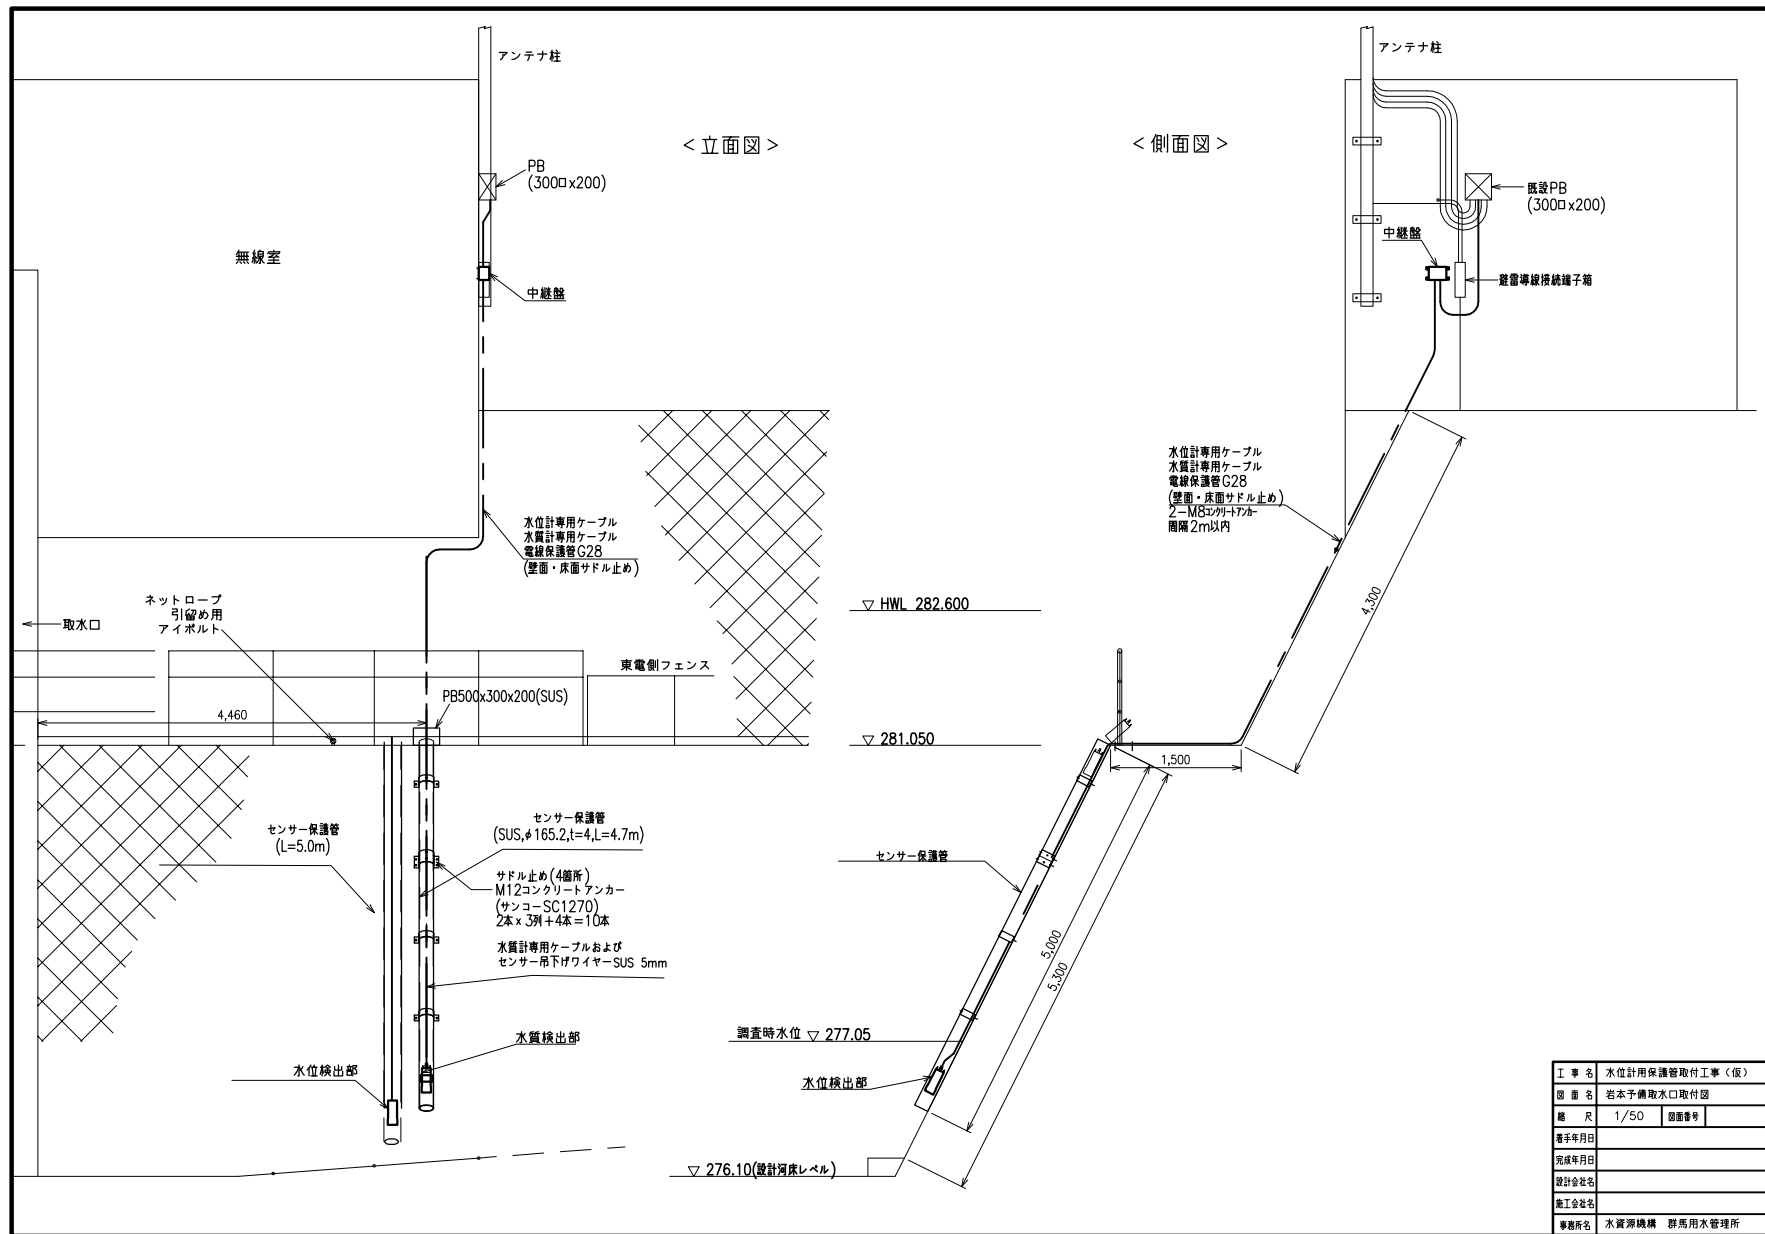 アンテナ柱
アンテナ柱
<立面図>
<側面図>
PB
(300□x200)
既設PB
(300□x200)
無線室
中継盤
中継盤
避雷導線接続端子箱
水位計専用ケーブル
水質計専用ケーブル
電線保護管G28
(壁面・床面サドル止め)
2-M8コンクリートアンカー
間隔2m以内
水位計専用ケーブル
水質計専用ケーブル
電線保護管G28
(壁面・床面サドル止め)
ネットロープ
引留め用
アイボルト
取水口
▽ HWL 282.600
4,300
東電側フェンス
PB500x300x200(SUS)
4,460
▽ 281.050
1,500
センサー保護管
(L=5.0m)
センサー保護管
(SUS,φ165.2,t=4,L=4.7m)
センサー保護管
サドル止め(4箇所)
M12コンクリートアンカー
(サンコーSC1270)
2本x3列+4本=10本
水質計専用ケーブルおよび
センサー吊下げワイヤーSUS 5mm
5,000
5,300
調査時水位 ▽ 277.05
水質検出部
水位検出部
水位検出部
▽ 276.10(設計河床レベル)
工事名 水位計用保護管取付工事(仮)
図面名 岩本予備取水口取付図
縮尺 1/50 図面番号
着手年月日
完成年月日
設計会社名
施工会社名
事務所名 水資源機構 群馬用水管理所